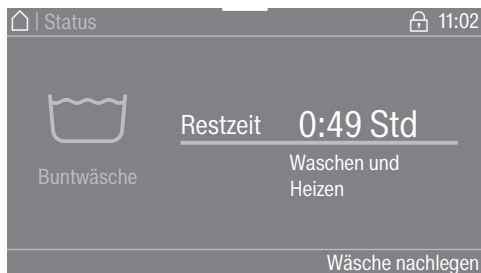 | Status 11:02
Restzeit 0:49 Std
Buntwäsche
Waschen und
Heizen
Wäsche nachlegen